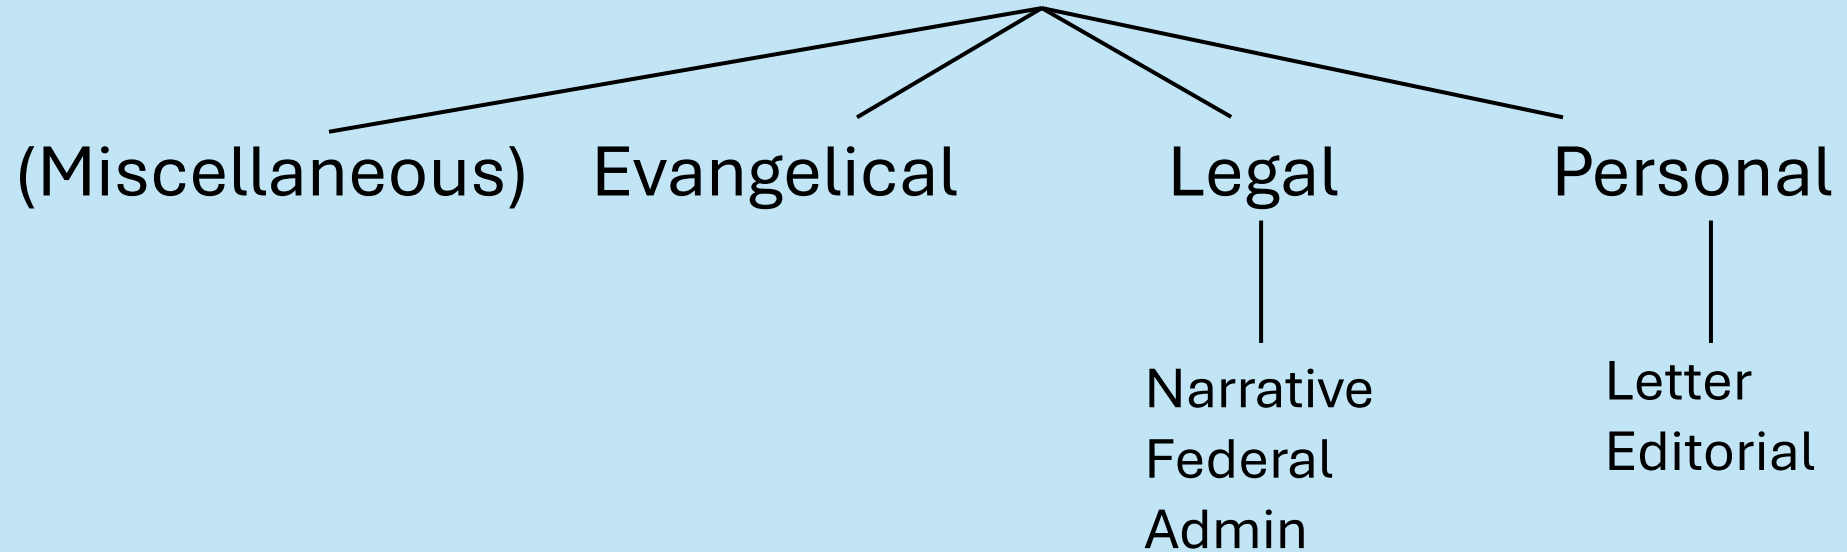 (Miscellaneous) Evangelical Legal Personal
Narrative
Federal
Admin
Letter
Editorial